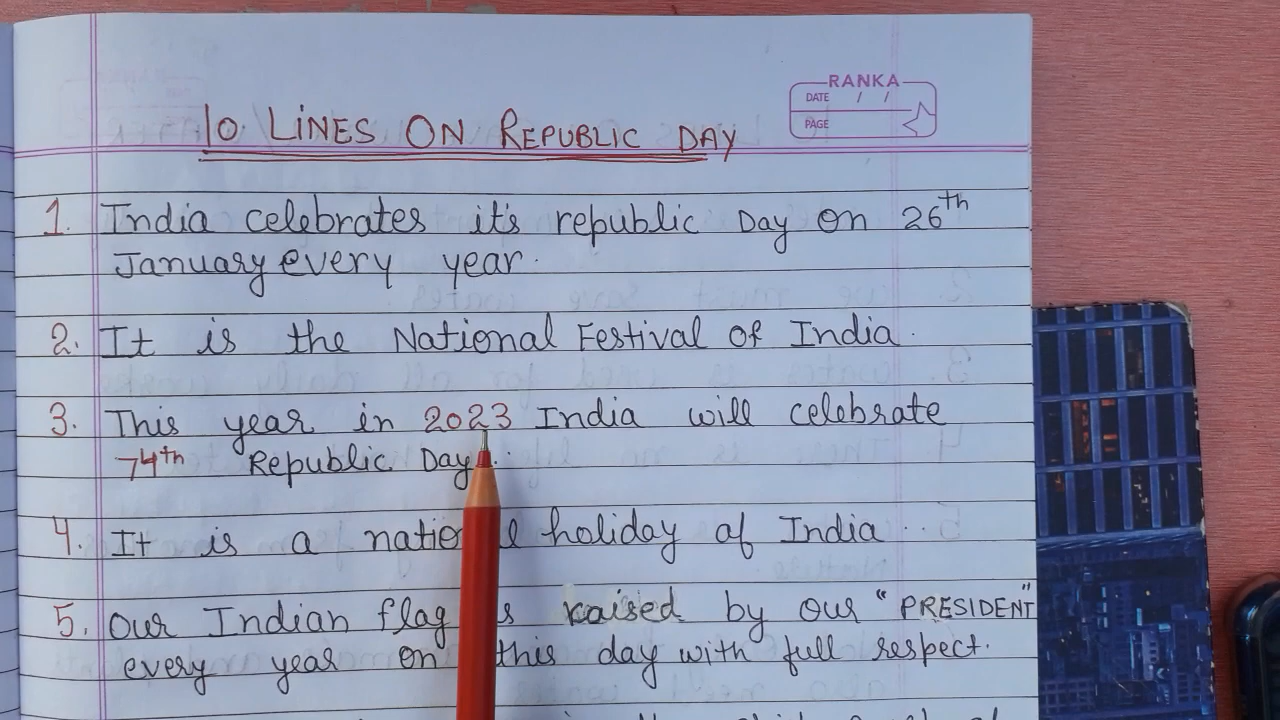 RANKA
DATE / /
PAGE
10 LINES ON REPUBLIC DAY
1. India celebrates it's republic Day on 26th
January every year.
2. It is the National Festival of India.
3. This year in 2023 India will celebrate
74th Republic Day.
4. It is a holiday of India
5. Our Indian flag raised by our "PRESIDENT"
every year on this day with full respect.